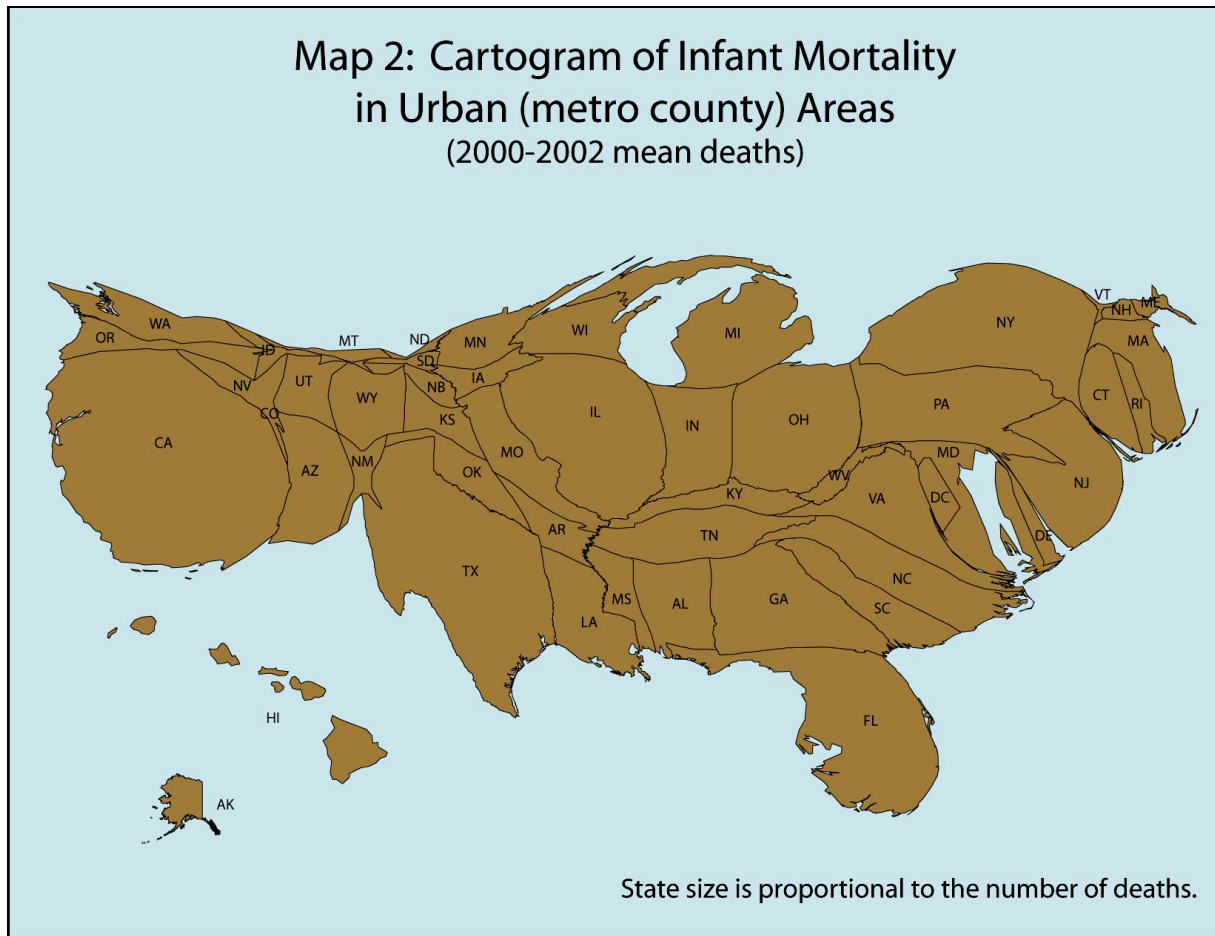 Map 2: Cartogram of Infant Mortality
in Urban (metro county) Areas
(2000-2002 mean deaths)
VT
ME
NH
WA
NY
OR
MT
ND
MN
WI
MI
MA
ID
SD
UT
NV
WY
NB
IA
CT
RI
PA
CO
KS
IL
IN
OH
CA
MO
MD
AZ
NM
OK
WV
NJ
KY
VA
DC
AR
TN
DE
TX
NC
MS
AL
GA
SC
LA
HI
FL
AK
State size is proportional to the number of deaths.